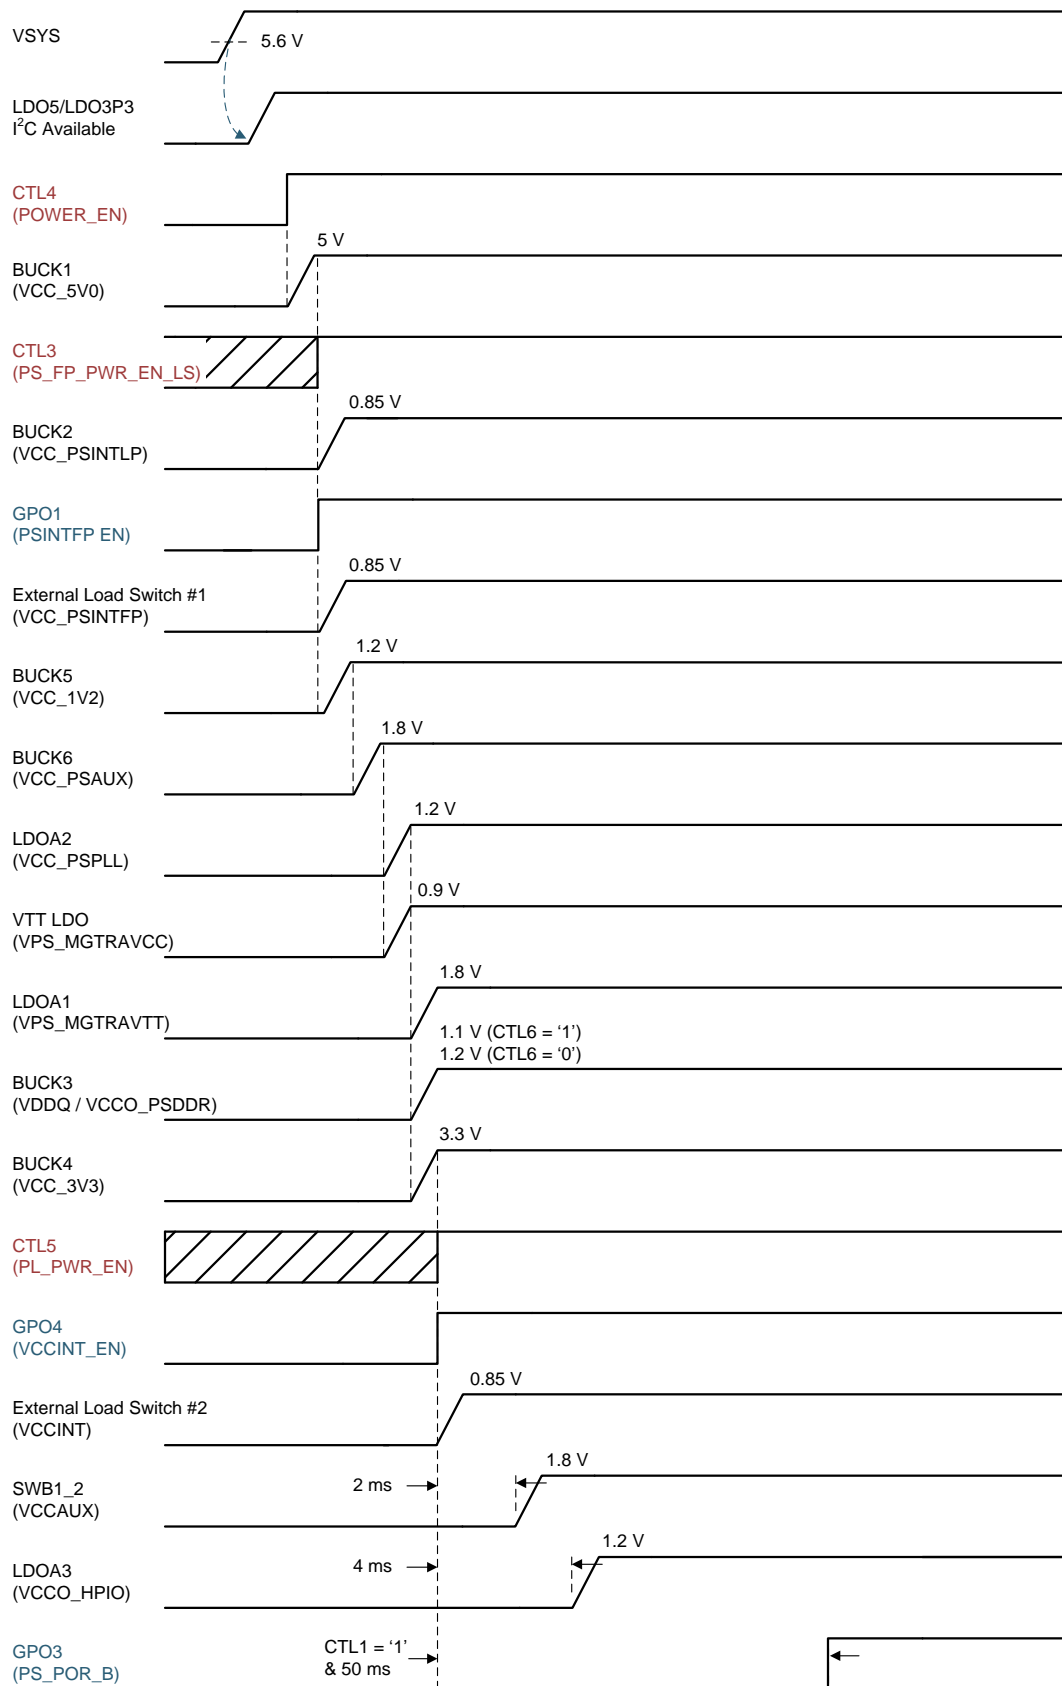 VSYS
5.6 V
LDO5/LDO3P3
I²C Available
CTL4
(POWER_EN)
5 V
BUCK1
(VCC_5V0)
CTL3
(PS_FP_PWR_EN_LS)
0.85 V
BUCK2
(VCC_PSINTLP)
GPO1
(PSINTFP EN)
0.85 V
External Load Switch #1
(VCC_PSINTFP)
1.2 V
BUCK5
(VCC_1V2)
1.8 V
BUCK6
(VCC_PSAUX)
1.2 V
LDOA2
(VCC_PSPLL)
0.9 V
VTT LDO
(VPS_MGTRAVCC)
1.8 V
LDOA1
(VPS_MGTRAVTT)
1.1 V (CTL6 = ‘1’)
1.2 V (CTL6 = ‘0’)
BUCK3
(VDDQ / VCCO_PSDDR)
3.3 V
BUCK4
(VCC_3V3)
CTL5
(PL_PWR_EN)
GPO4
(VCCINT_EN)
0.85 V
External Load Switch #2
(VCCINT)
1.8 V
2 ms
SWB1_2
(VCCAUX)
1.2 V
4 ms
LDOA3
(VCCO_HPIO)
CTL1 = ‘1’
& 50 ms
GPO3
(PS_POR_B)